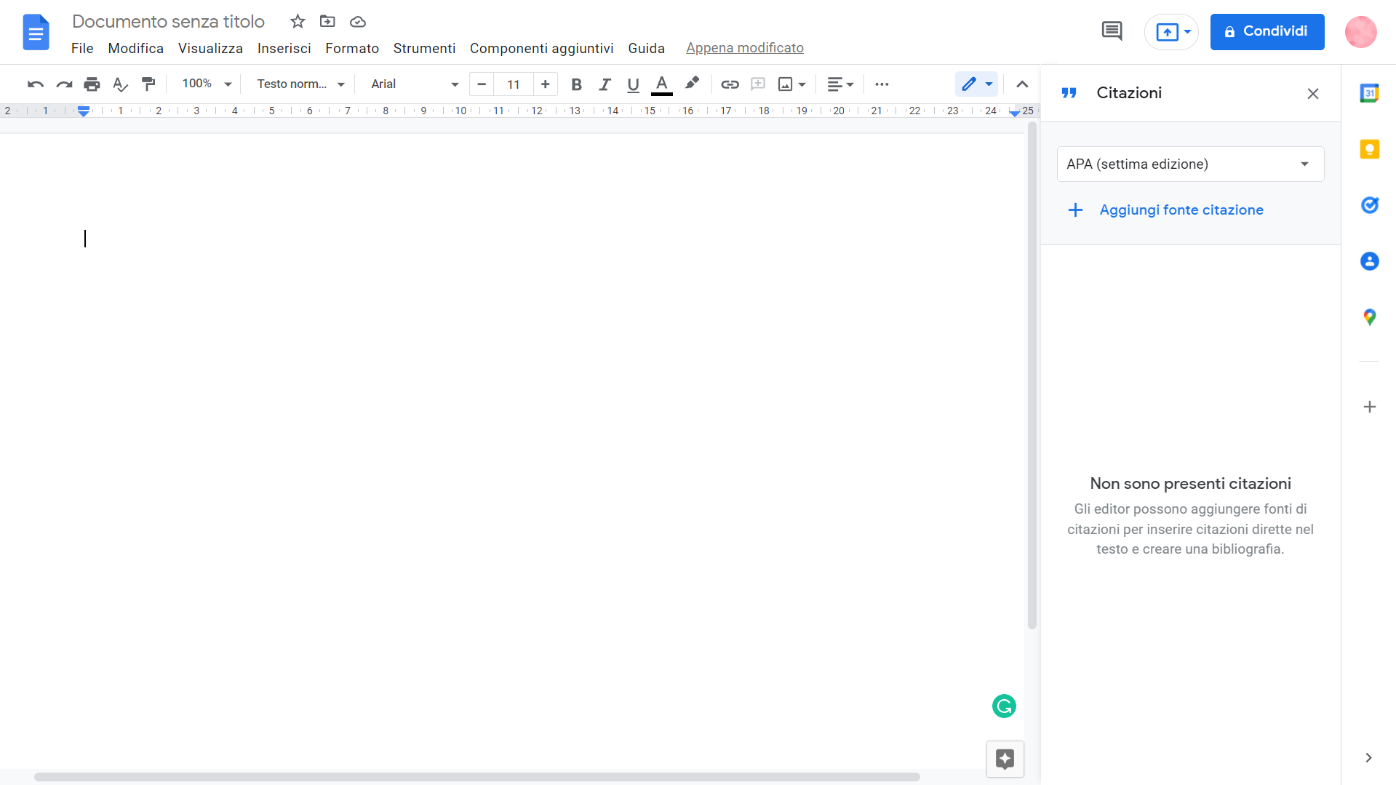 Documento senza titolo
File Modifica Visualizza Inserisci Formato Strumenti Componenti aggiuntivi Guida Appena modificato
Condividi
100% Testo norm... Arial 11 B I U A
2 1 1 2 3 4 5 6 7 8 9 10 11 12 13 14 15 16 17 18 19 20 21 22 23 24 25
Citazioni
31
APA (settima edizione)
Aggiungi fonte citazione
Non sono presenti citazioni
Gli editor possono aggiungere fonti di
citazioni per inserire citazioni dirette nel
testo e creare una bibliografia.